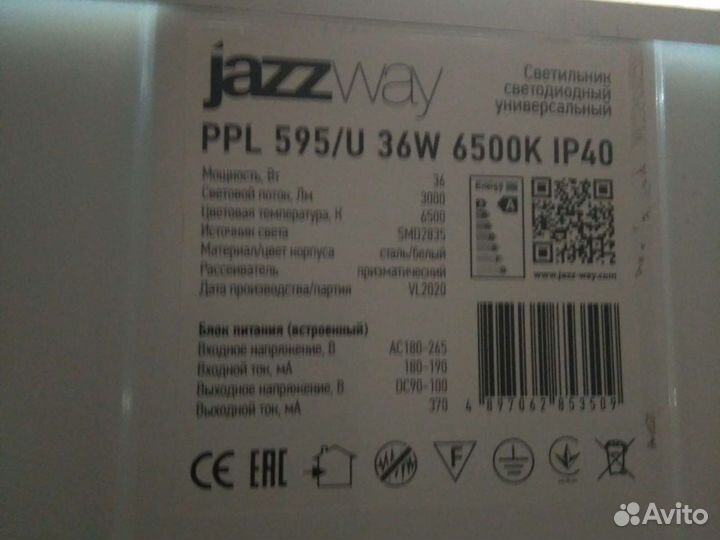 jazzway
Светильник
светодиодный
универсальный
PPL 595/U 36W 6500K IP40
Мощность, Вт 36
Световой поток, Лм 3000
Цветовая температура, К 6500
Источник света SMD2835
Материал/цвет корпуса сталь/белый
Рассеиватель призматический
Дата производства/партия VL2020
Energy
A
www.jazz-way.com
Блок питания (встроенный)
Входное напряжение, В AC180-265
Входной ток, мА 180-190
Выходное напряжение, В DC90-100
Выходной ток, мА 370
4 897062 853509
CE EAC F
Avito